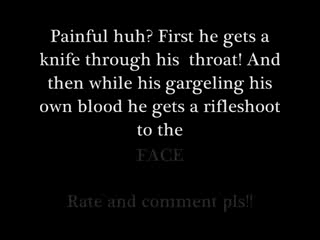 Painful huh? First he gets a
knife through his throat! And
then while his gargeling his
own blood he gets a rifleshoot
to the
FACE
Rate and comment pls!!